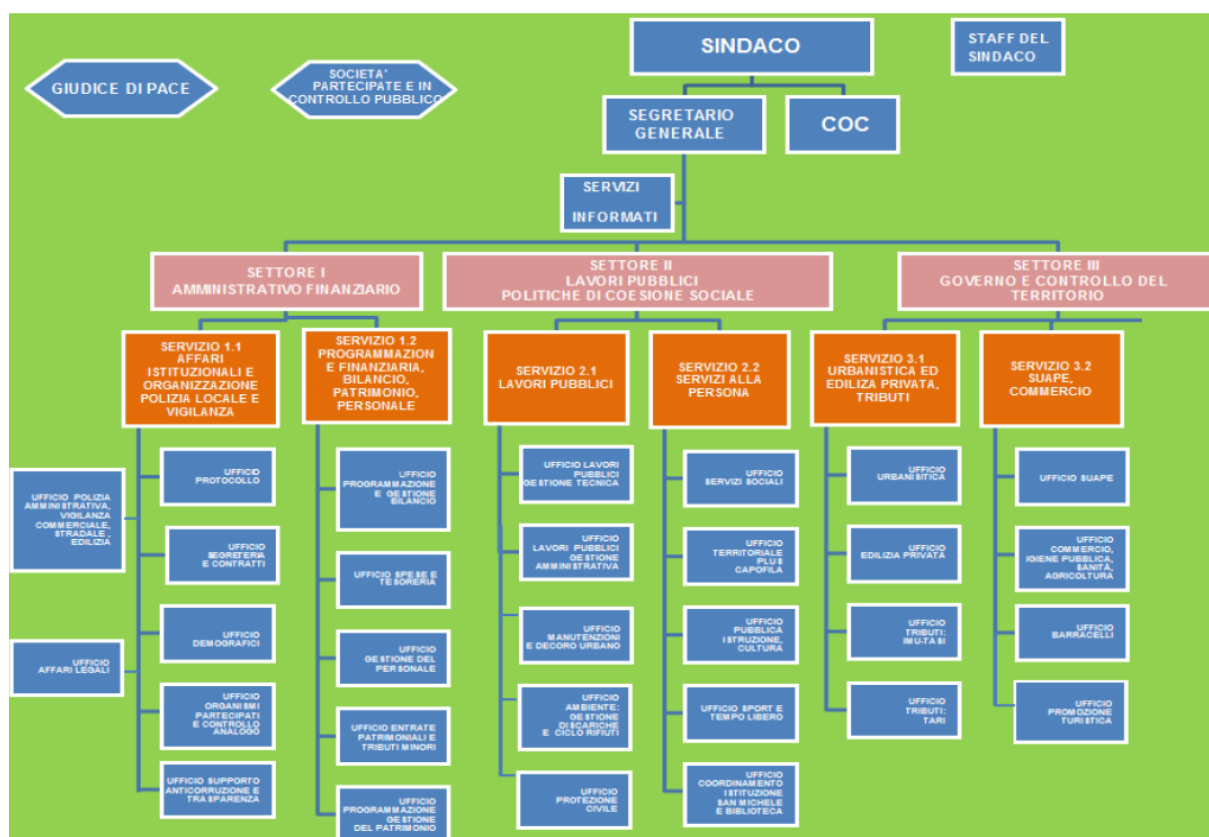 SINDACO
STAFF DEL
SINDACO
GIUDICE DI PACE
SOCIETA'
PARTECIPATE E IN
CONTROLLO PUBBLICO
SEGRETARIO
GENERALE
COC
SERVIZI
INFORMATI
SETTORE I
AMMINISTRATIVO FINANZIARIO
SETTORE II
LAVORI PUBBLICI
POLITICHE DI COESIONE SOCIALE
SETTORE III
GOVERNO E CONTROLLO DEL
TERRITORIO
SERVIZIO 1.1
AFFARI
ISTITUZIONALI E
ORGANIZZAZIONE
POLIZIA LOCALE E
VIGILANZA
SERVIZIO 1.2
PROGRAMMAZION
E FINANZIARIA,
BILANCIO,
PATRIMONIO,
PERSONALE
SERVIZIO 2.1
LAVORI PUBBLICI
SERVIZIO 2.2
SERVIZI ALLA
PERSONA
SERVIZIO 3.1
URBANISTICA ED
EDILIZA PRIVATA,
TRIBUTI
SERVIZIO 3.2
SUAPE,
COMMERCIO
UFFICIO POLIZIA
AMMINISTRATIVA,
VIGILANZA
COMMERCIALE,
STRADALE ,
EDILIZIA
UFFICIO
AFFARI LEGALI
UFFICIO
PROTOCOLLO
UFFICIO
SEGRETERIA
E CONTRATTI
UFFICIO
DEMOGRAFICI
UFFICIO
ORGANISMI
PARTECIPATI
E CONTROLLO
ANALOGO
UFFICIO SUPPORTO
ANTICORRUZIONE E
TRASPARENZA
UFFICIO
PROGRAMMAZIONE
E GESTIONE
BILANCIO
UFFICIO SPESE E
TESORERIA
UFFICIO
GESTIONE DEL
PERSONALE
UFFICIO ENTRATE
PATRIMONIALI E
TRIBUTI MINORI
UFFICIO
PROGRAMMAZIONE
GESTIONE
DEL PATRIMONIO
UFFICIO LAVORI
PUBBLICI
GESTIONE TECNICA
UFFICIO
LAVORI PUBBLICI
GESTIONE
AMMINISTRATIVA
UFFICIO
MANUTENZIONI
E DECORO URBANO
UFFICIO
AMBIENTE:
GESTIONE
DISCARICHE
E CICLO RIFIUTI
UFFICIO
PROTEZIONE
CIVILE
UFFICIO
SERVIZI SOCIALI
UFFICIO
TERRITORIALE
PLUS
CAPOFILA
UFFICIO
PUBBLICA
ISTRUZIONE,
CULTURA
UFFICIO SPORT E
TEMPO LIBERO
UFFICIO
COORDINAMENTO
ISTITUZIONE
SAN MICHELE
E BIBLIOTECA
UFFICIO
URBANISITICA
UFFICIO
EDILIZIA PRIVATA
UFFICIO
TRIBUTI:
IMU-TASI
UFFICIO
TRIBUTI:
TARI
UFFICIO SUAPE
UFFICIO
COMMERCIO,
IGIENE PUBBLICA,
SANITÀ,
AGRICOLTURA
UFFICIO
BARRACELLI
UFFICIO
PROMOZIONE
TURISTICA